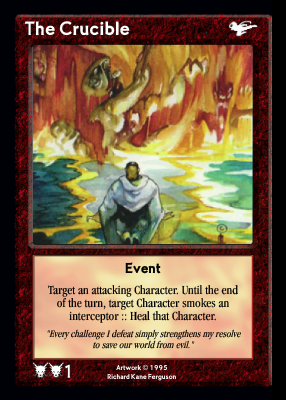 The Crucible
©
Event
Target an attacking Character. Until the end
of the turn, target Character smokes an
interceptor :: Heal that Character.
"Every challenge I defeat simply strengthens my resolve
to save our world from evil."
Artwork © 1995
Richard Kane Ferguson
1